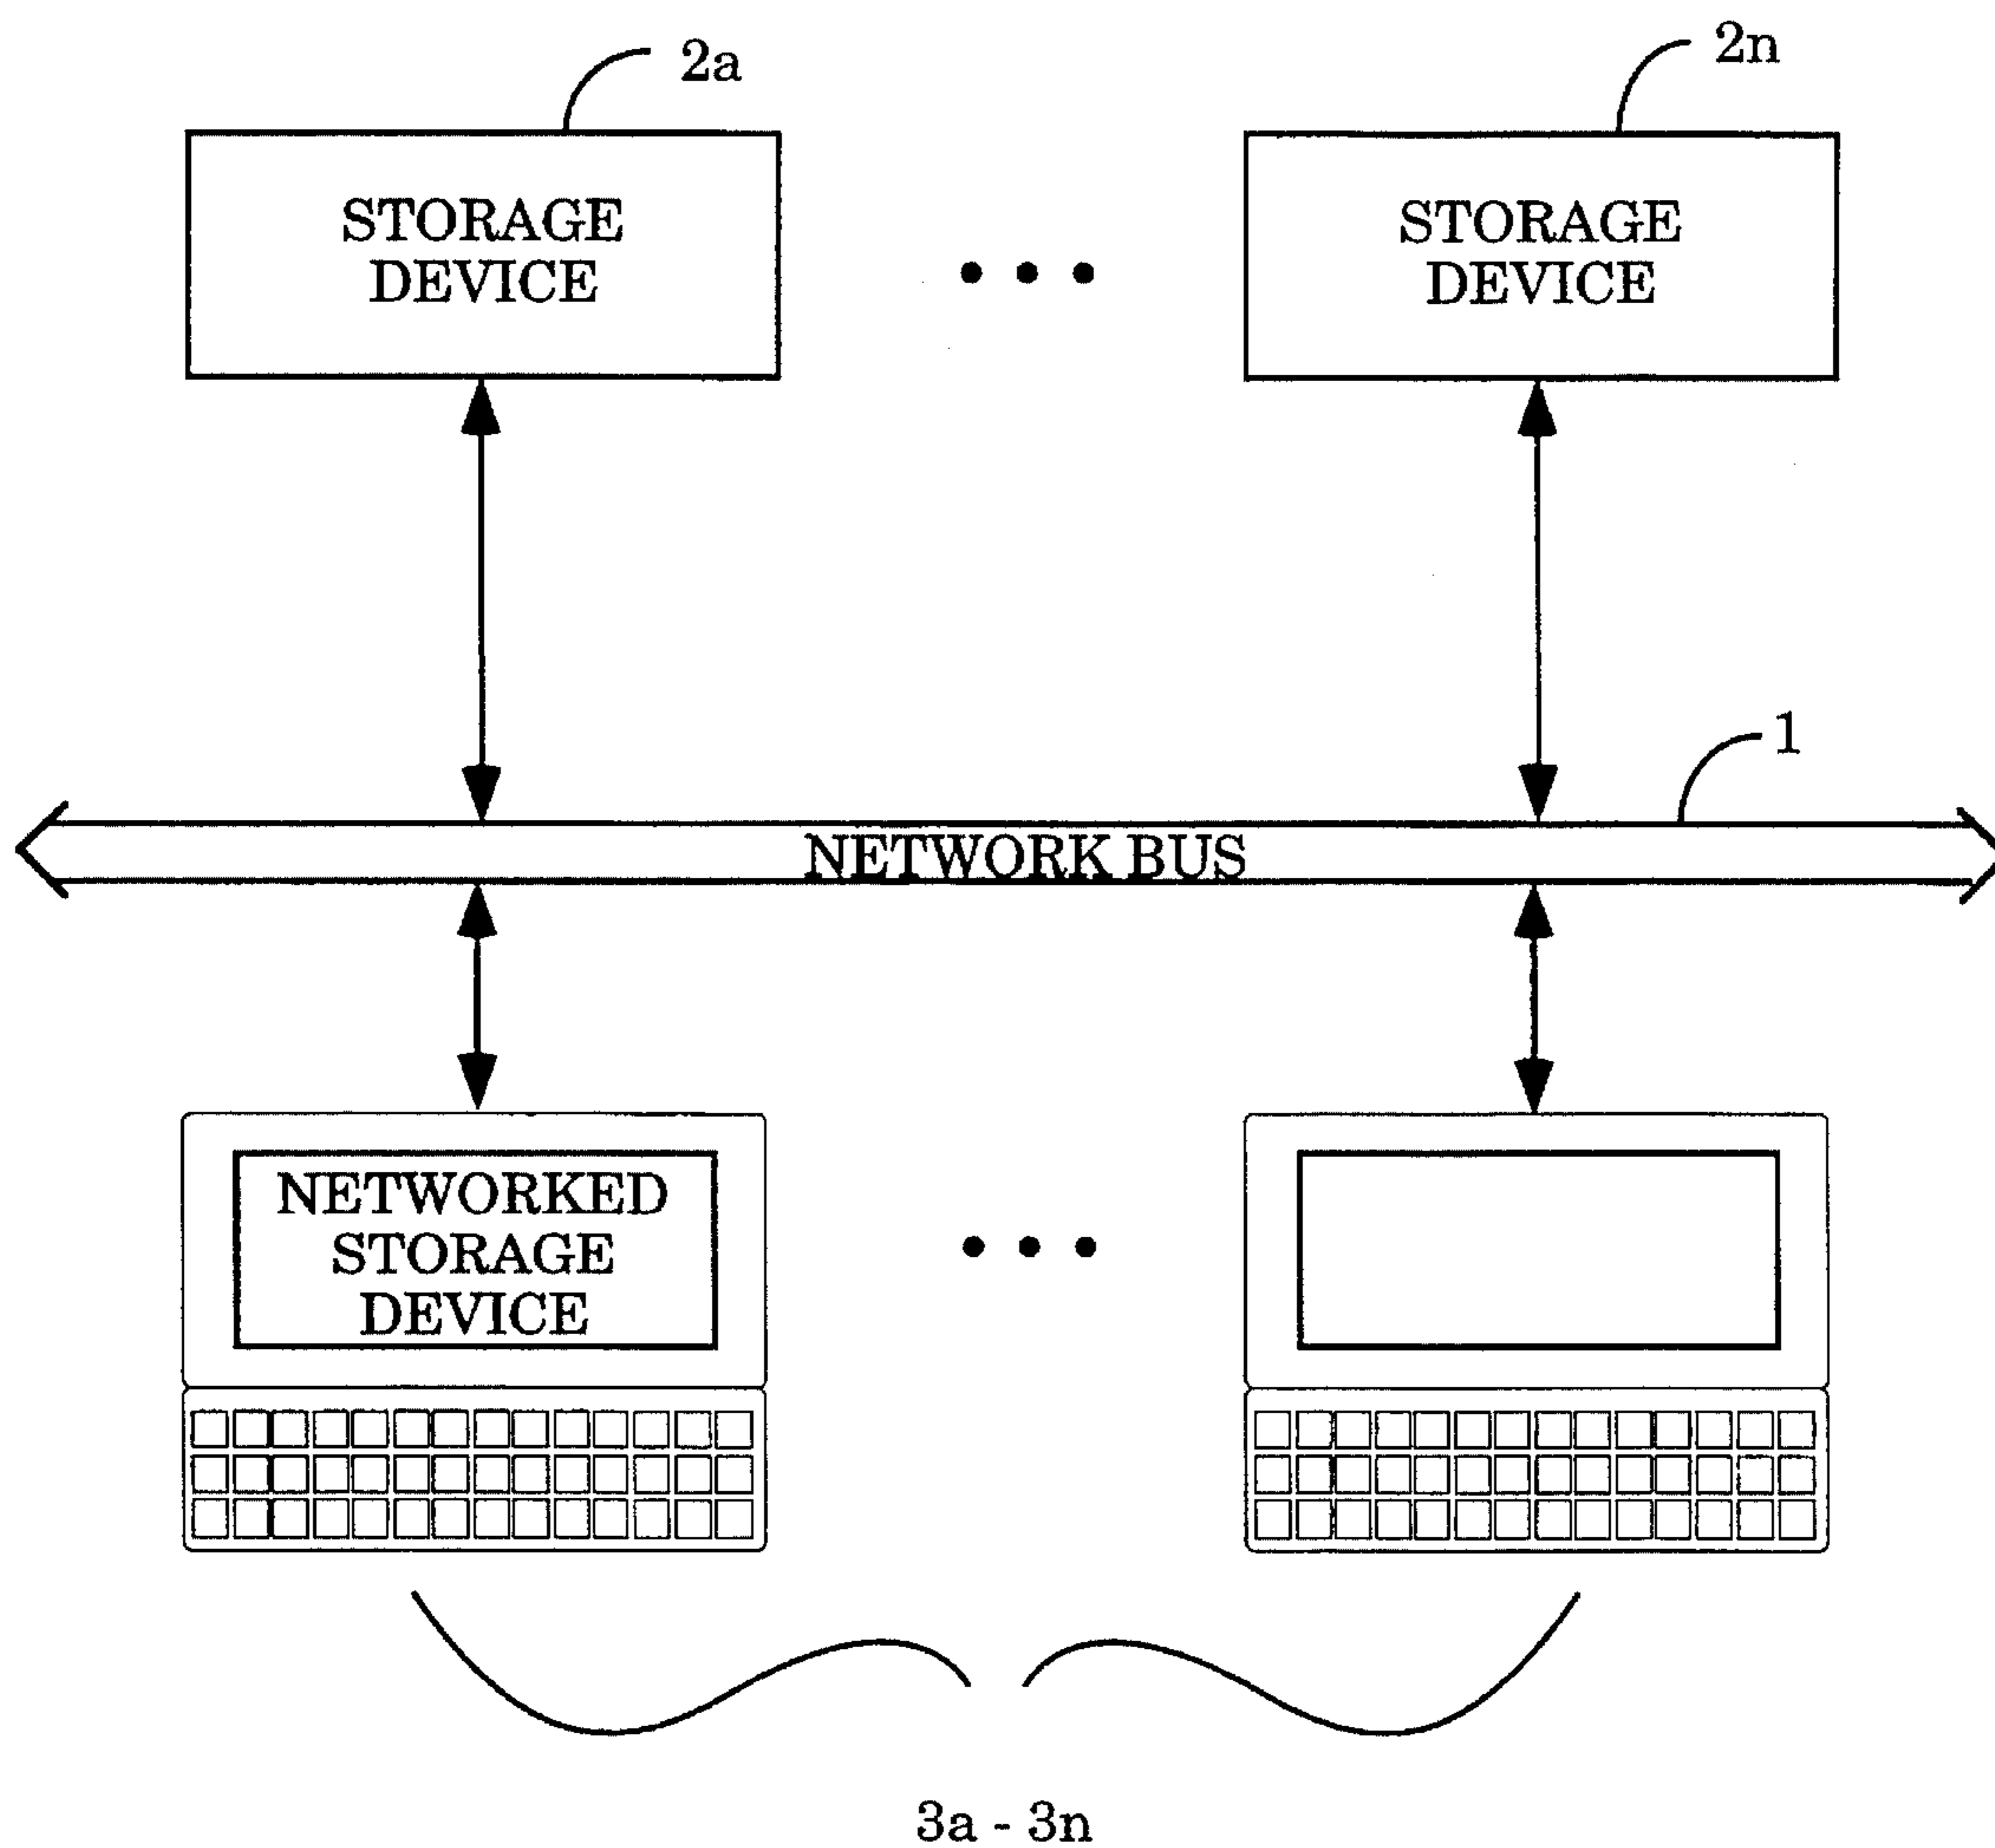 2a
2n
STORAGE
DEVICE
STORAGE
DEVICE
1
NETWORK BUS
NETWORKED
STORAGE
DEVICE
3a - 3n